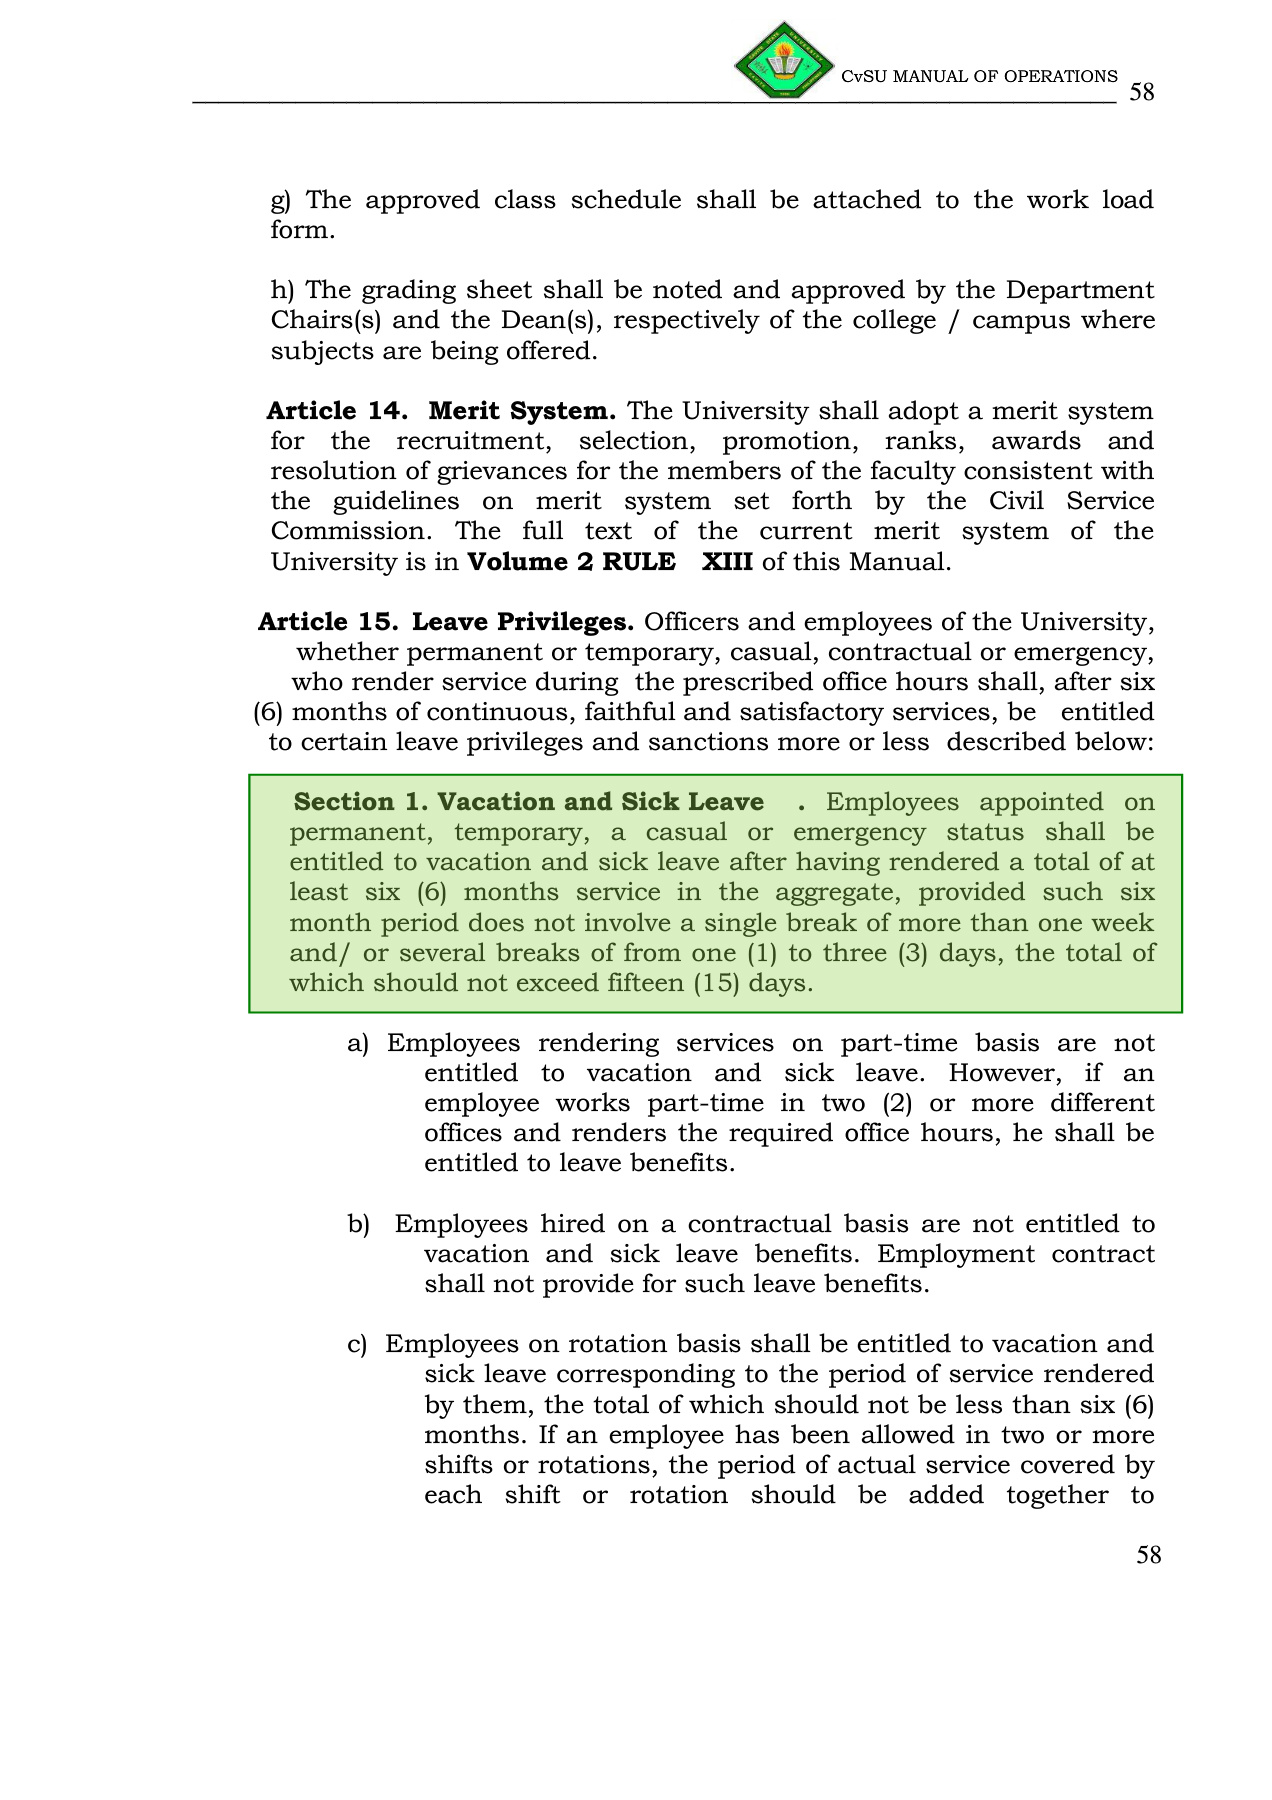 CvSU MANUAL OF OPERATIONS
58
g) The approved class schedule shall be attached to the work load
form.
h) The grading sheet shall be noted and approved by the Department
Chairs(s) and the Dean(s), respectively of the college / campus where
subjects are being offered.
Article 14. Merit System. The University shall adopt a merit system
for the recruitment, selection, promotion, ranks, awards and
resolution of grievances for the members of the faculty consistent with
the guidelines on merit system set forth by the Civil Service
Commission. The full text of the current merit system of the
University is in Volume 2 RULE XIII of this Manual.
Article 15. Leave Privileges. Officers and employees of the University,
whether permanent or temporary, casual, contractual or emergency,
who render service during the prescribed office hours shall, after six
(6) months of continuous, faithful and satisfactory services, be entitled
to certain leave privileges and sanctions more or less described below:
Section 1. Vacation and Sick Leave . Employees appointed on
permanent, temporary, a casual or emergency status shall be
entitled to vacation and sick leave after having rendered a total of at
least six (6) months service in the aggregate, provided such six
month period does not involve a single break of more than one week
and/ or several breaks of from one (1) to three (3) days, the total of
which should not exceed fifteen (15) days.
a) Employees rendering services on part-time basis are not
entitled to vacation and sick leave. However, if an
employee works part-time in two (2) or more different
offices and renders the required office hours, he shall be
entitled to leave benefits.
b) Employees hired on a contractual basis are not entitled to
vacation and sick leave benefits. Employment contract
shall not provide for such leave benefits.
c) Employees on rotation basis shall be entitled to vacation and
sick leave corresponding to the period of service rendered
by them, the total of which should not be less than six (6)
months. If an employee has been allowed in two or more
shifts or rotations, the period of actual service covered by
each shift or rotation should be added together to
58